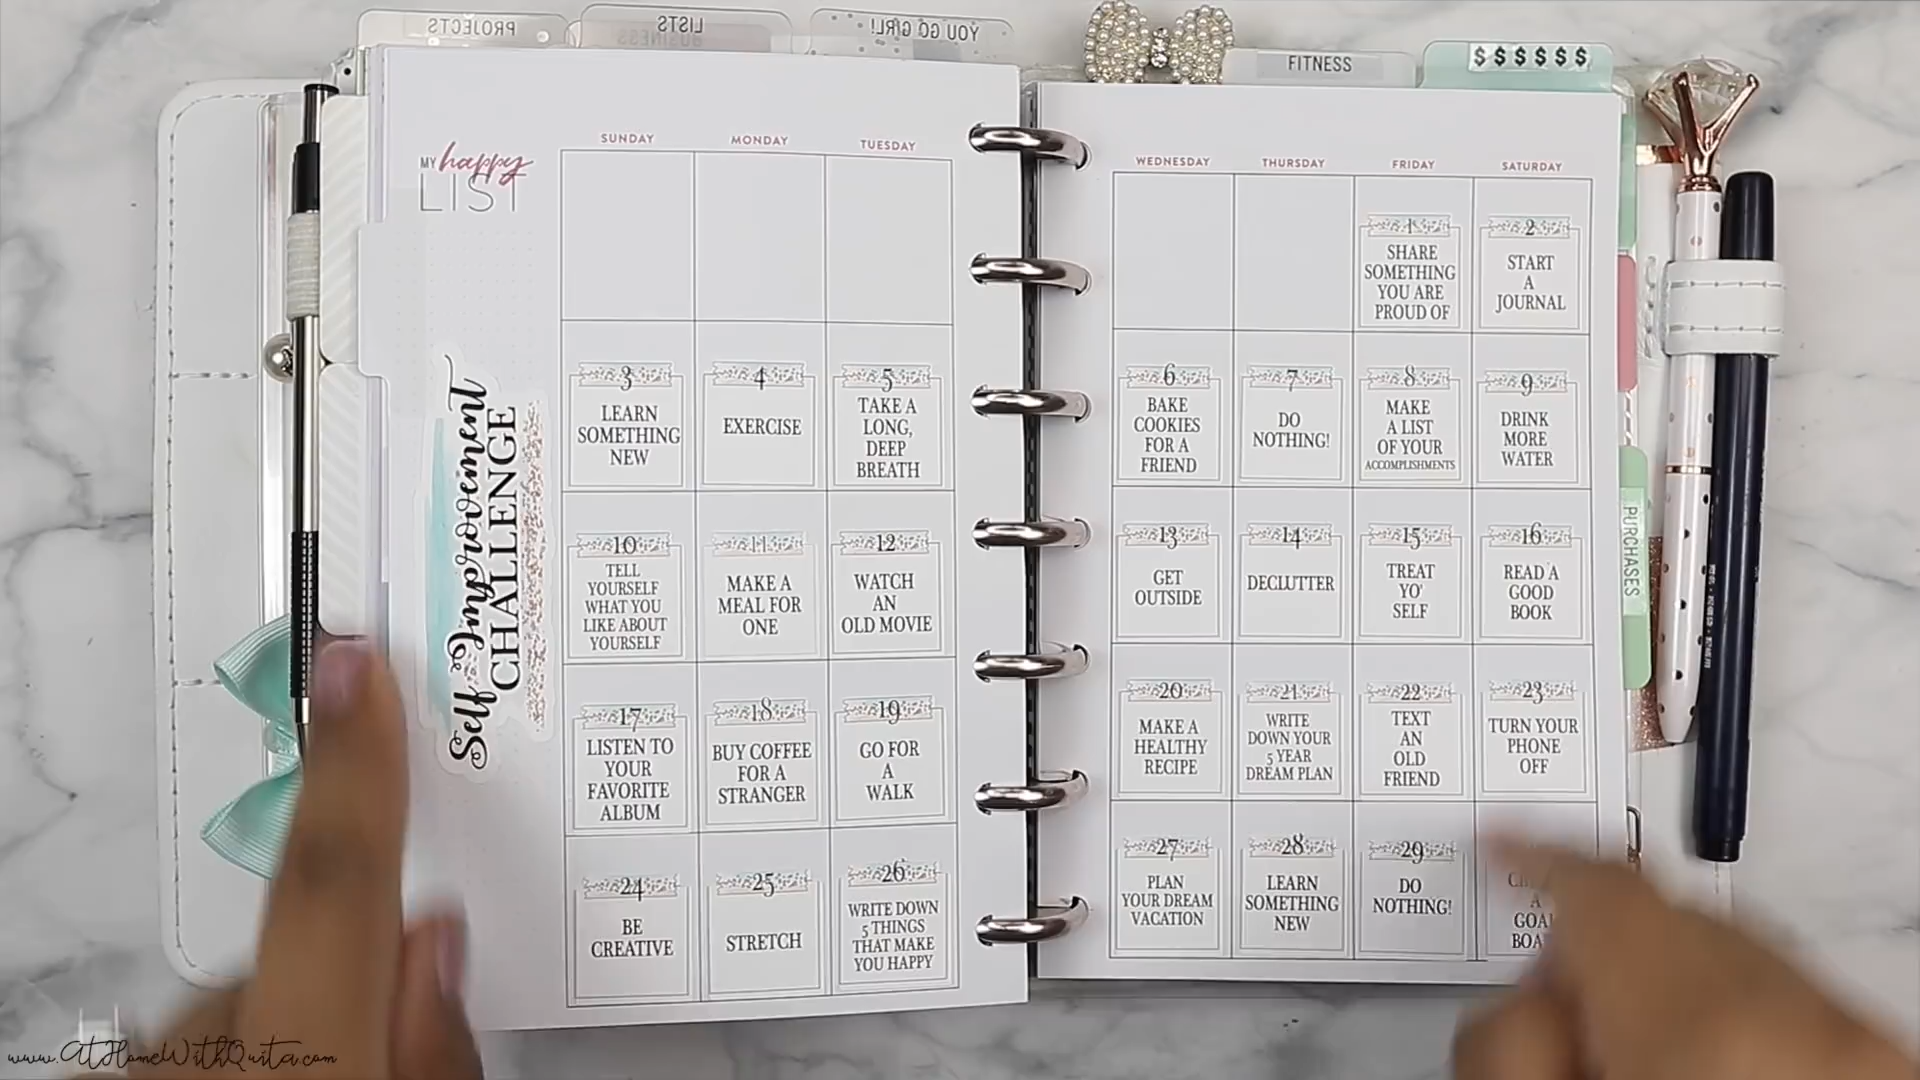 PROJECTS
LISTS
BUSINESS
YOU GO GIRL!
FITNESS
$$$$$$
MY happy
LIST
SUNDAY MONDAY TUESDAY
WEDNESDAY THURSDAY FRIDAY SATURDAY
Self Improvement
CHALLENGE
1
SHARE
SOMETHING
YOU ARE
PROUD OF
2
START
A
JOURNAL
3
LEARN
SOMETHING
NEW
4
EXERCISE
5
TAKE A
LONG,
DEEP
BREATH
6
BAKE
COOKIES
FOR A
FRIEND
7
DO
NOTHING!
8
MAKE
A LIST
OF YOUR
ACCOMPLISHMENTS
9
DRINK
MORE
WATER
10
TELL
YOURSELF
WHAT YOU
LIKE ABOUT
YOURSELF
11
MAKE A
MEAL FOR
ONE
12
WATCH
AN
OLD MOVIE
13
GET
OUTSIDE
14
DECLUTTER
15
TREAT
YO'
SELF
16
READ A
GOOD
BOOK
17
LISTEN TO
YOUR
FAVORITE
ALBUM
18
BUY COFFEE
FOR A
STRANGER
19
GO FOR
A
WALK
20
MAKE A
HEALTHY
RECIPE
21
WRITE
DOWN YOUR
5 YEAR
DREAM PLAN
22
TEXT
AN
OLD
FRIEND
23
TURN YOUR
PHONE
OFF
24
BE
CREATIVE
25
STRETCH
26
WRITE DOWN
5 THINGS
THAT MAKE
YOU HAPPY
27
PLAN
YOUR DREAM
VACATION
28
LEARN
SOMETHING
NEW
29
DO
NOTHING!
A
GOAL
PURCHASES
www.AtHomeWithQuita.com